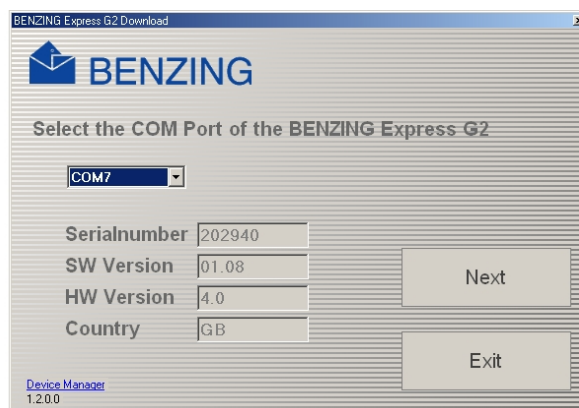 BENZING Express G2 Download
BENZING
Select the COM Port of the BENZING Express G2
COM7
Serialnumber 202940
SW Version 01.08
HW Version 4.0
Country GB
Next
Exit
Device Manager
1.2.0.0